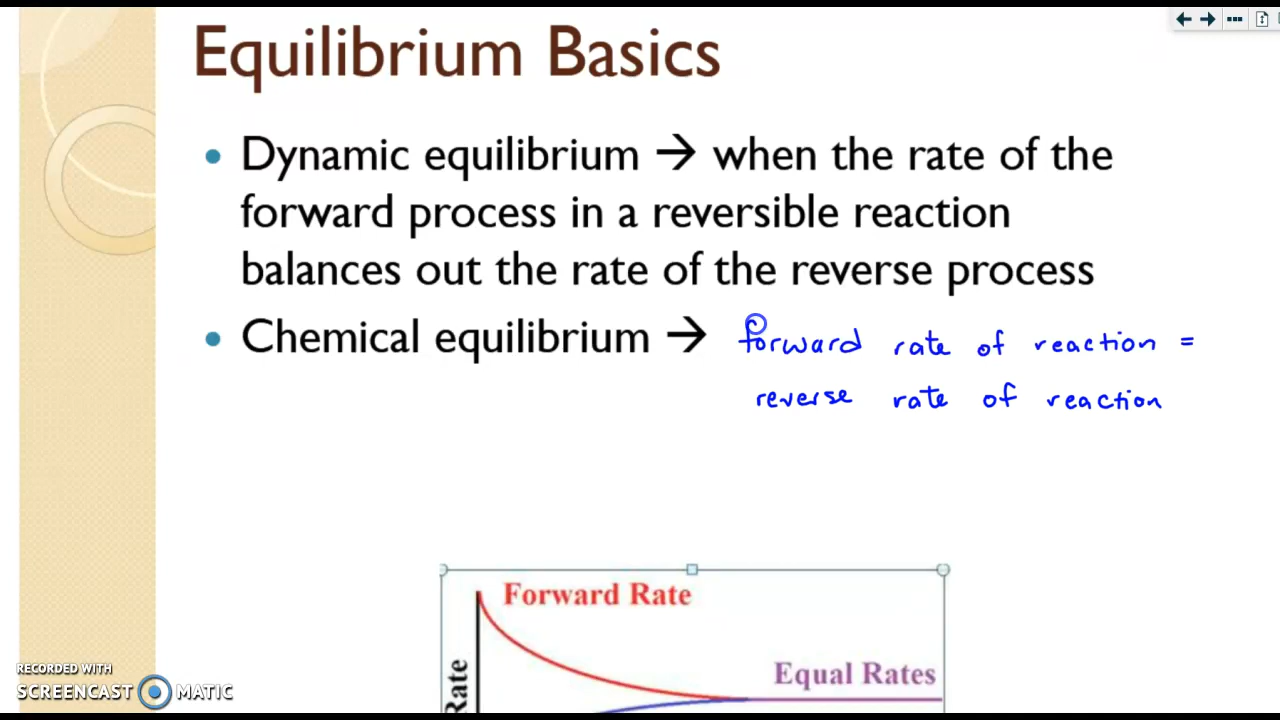 Equilibrium Basics
• Dynamic equilibrium → when the rate of the
forward process in a reversible reaction
balances out the rate of the reverse process
• Chemical equilibrium → forward rate of reaction =
reverse rate of reaction
Forward Rate
Equal Rates
Rate
RECORDED WITH
SCREENCAST MATIC